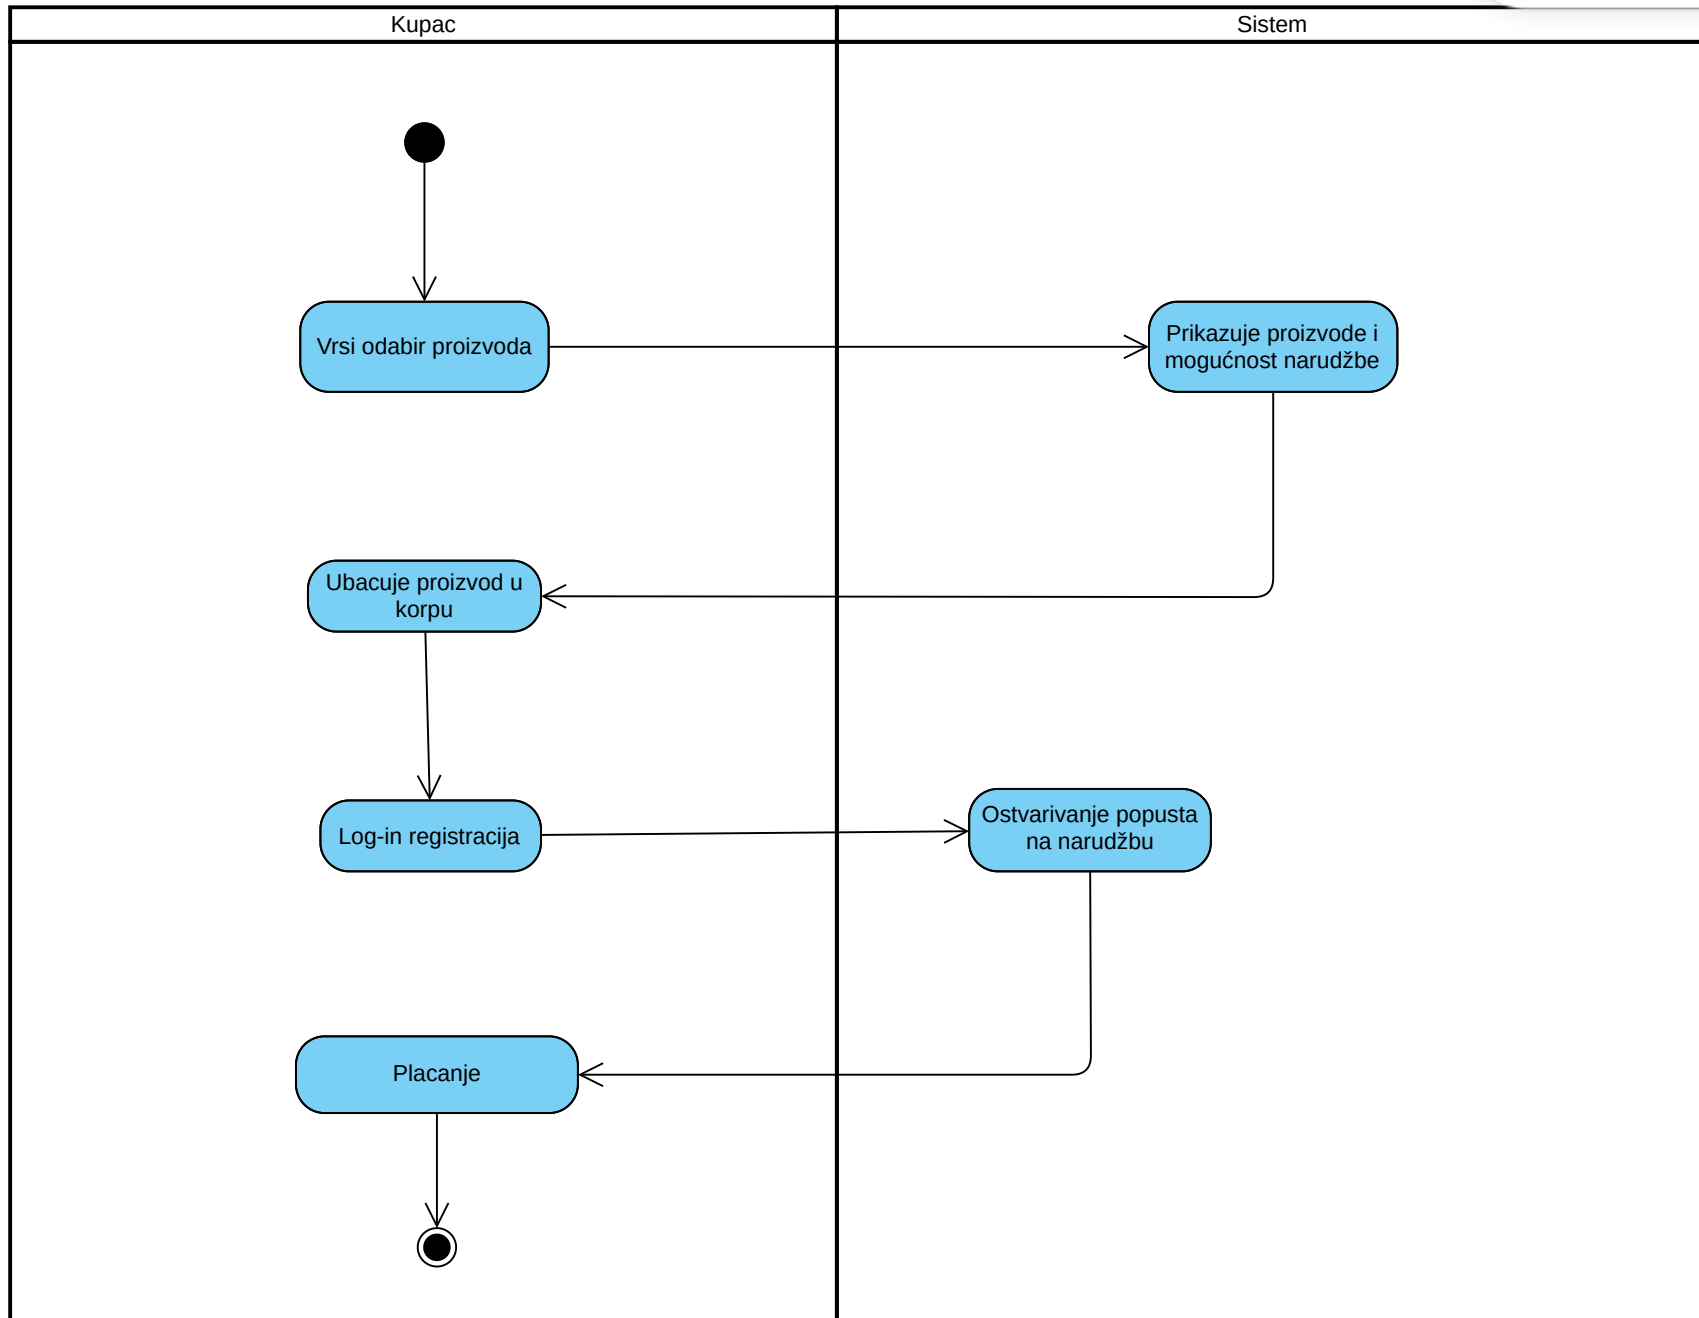 Kupac
Sistem
Vrsi odabir proizvoda
Prikazuje proizvode i
mogućnost narudžbe
Ubacuje proizvod u
korpu
Log-in registracija
Ostvarivanje popusta
na narudžbu
Placanje